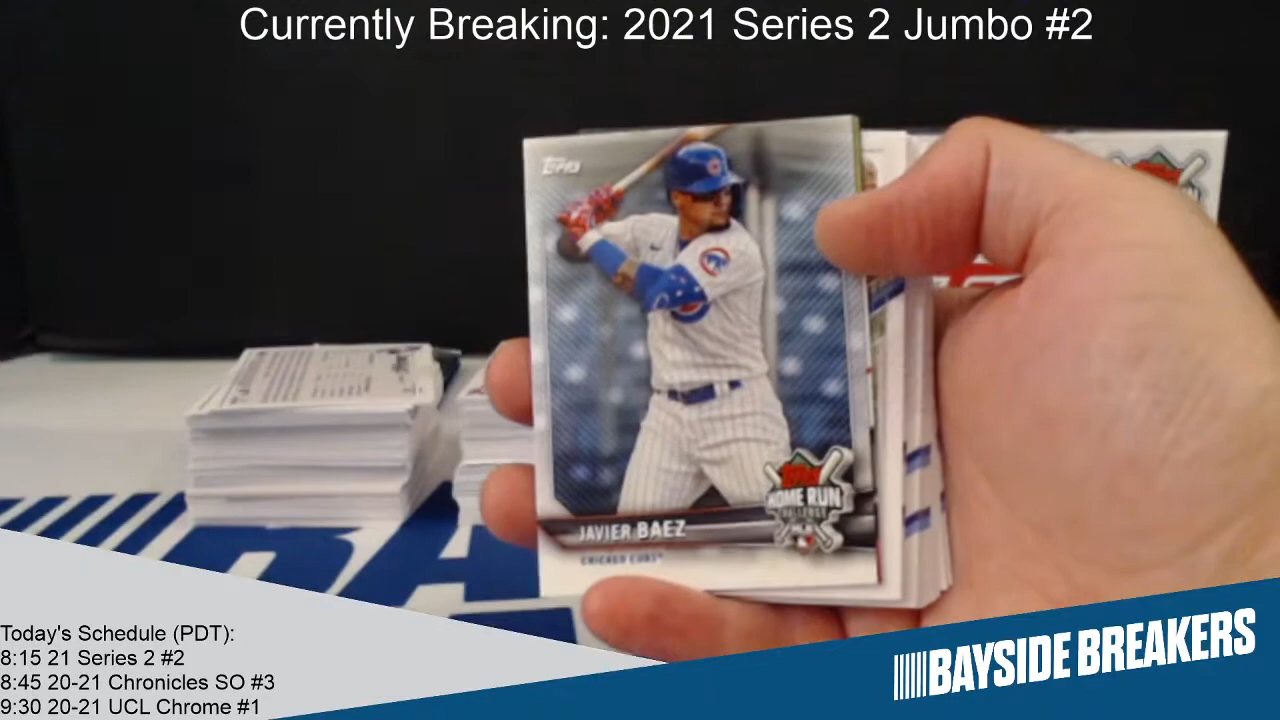 Currently Breaking: 2021 Series 2 Jumbo #2
TOPPS
TOPPS
HOME RUN
CHALLENGE
JAVIER BAEZ
CHICAGO CUBS
Today's Schedule (PDT):
8:15 21 Series 2 #2
8:45 20-21 Chronicles SO #3
9:30 20-21 UCL Chrome #1
BAYSIDE BREAKERS